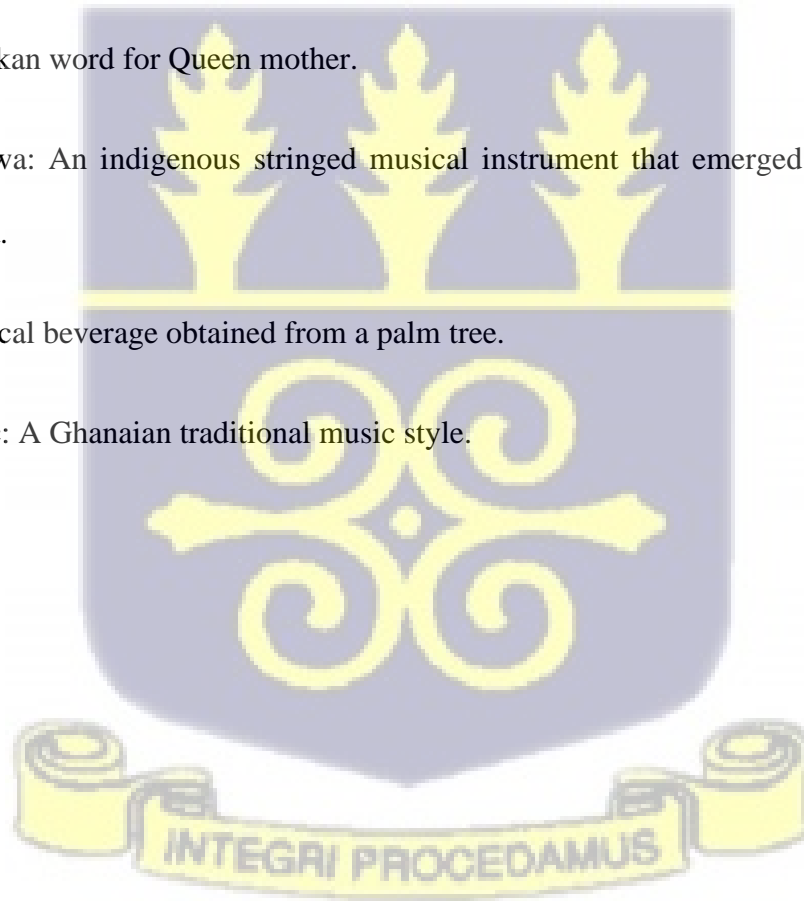 kan word for Queen mother.
wa: An indigenous stringed musical instrument that emerged
.
cal beverage obtained from a palm tree.
: A Ghanaian traditional music style.
INTEGRI PROCEDAMUS